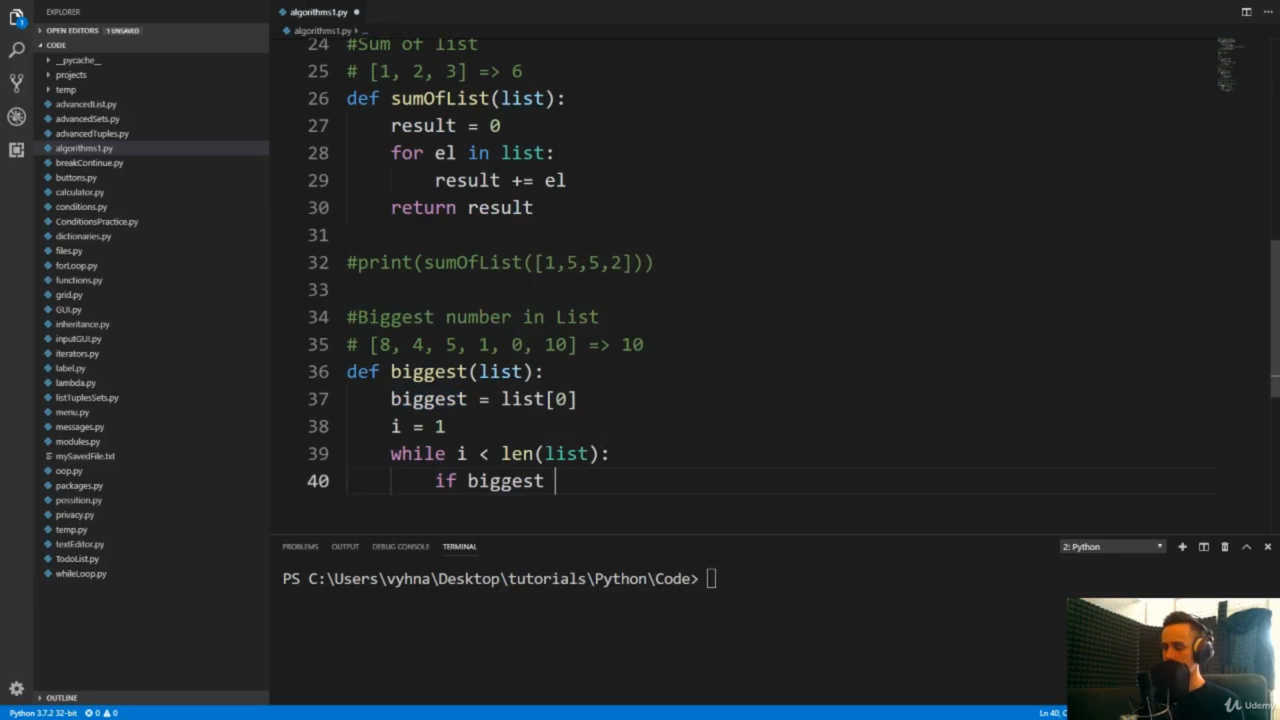 EXPLORER
OPEN EDITORS 1 UNSAVED
CODE
__pycache__
projects
temp
advancedList.py
advancedSets.py
advancedTuples.py
algorithms1.py
breakContinue.py
buttons.py
calculator.py
conditions.py
ConditionsPractice.py
dictionaries.py
files.py
forLoop.py
functions.py
grid.py
GUI.py
inheritance.py
inputGUI.py
iterators.py
label.py
lambda.py
listTuplesSets.py
menu.py
messages.py
modules.py
mySavedFile.txt
oop.py
packages.py
possition.py
privacy.py
temp.py
textEditor.py
TodoList.py
whileLoop.py
OUTLINE
algorithms1.py
algorithms1.py ...
24 #Sum of list
25 # [1, 2, 3] => 6
26 def sumOfList(list):
27 result = 0
28 for el in list:
29 result += el
30 return result
31
32 #print(sumOfList([1,5,5,2]))
33
34 #Biggest number in List
35 # [8, 4, 5, 1, 0, 10] => 10
36 def biggest(list):
37 biggest = list[0]
38 i = 1
39 while i < len(list):
40 if biggest
PROBLEMS OUTPUT DEBUG CONSOLE TERMINAL 2: Python
PS C:\Users\vyhna\Desktop\tutorials\Python\Code>
Udemy
Python 3.7.2 32-bit 0 0 Ln 40, C